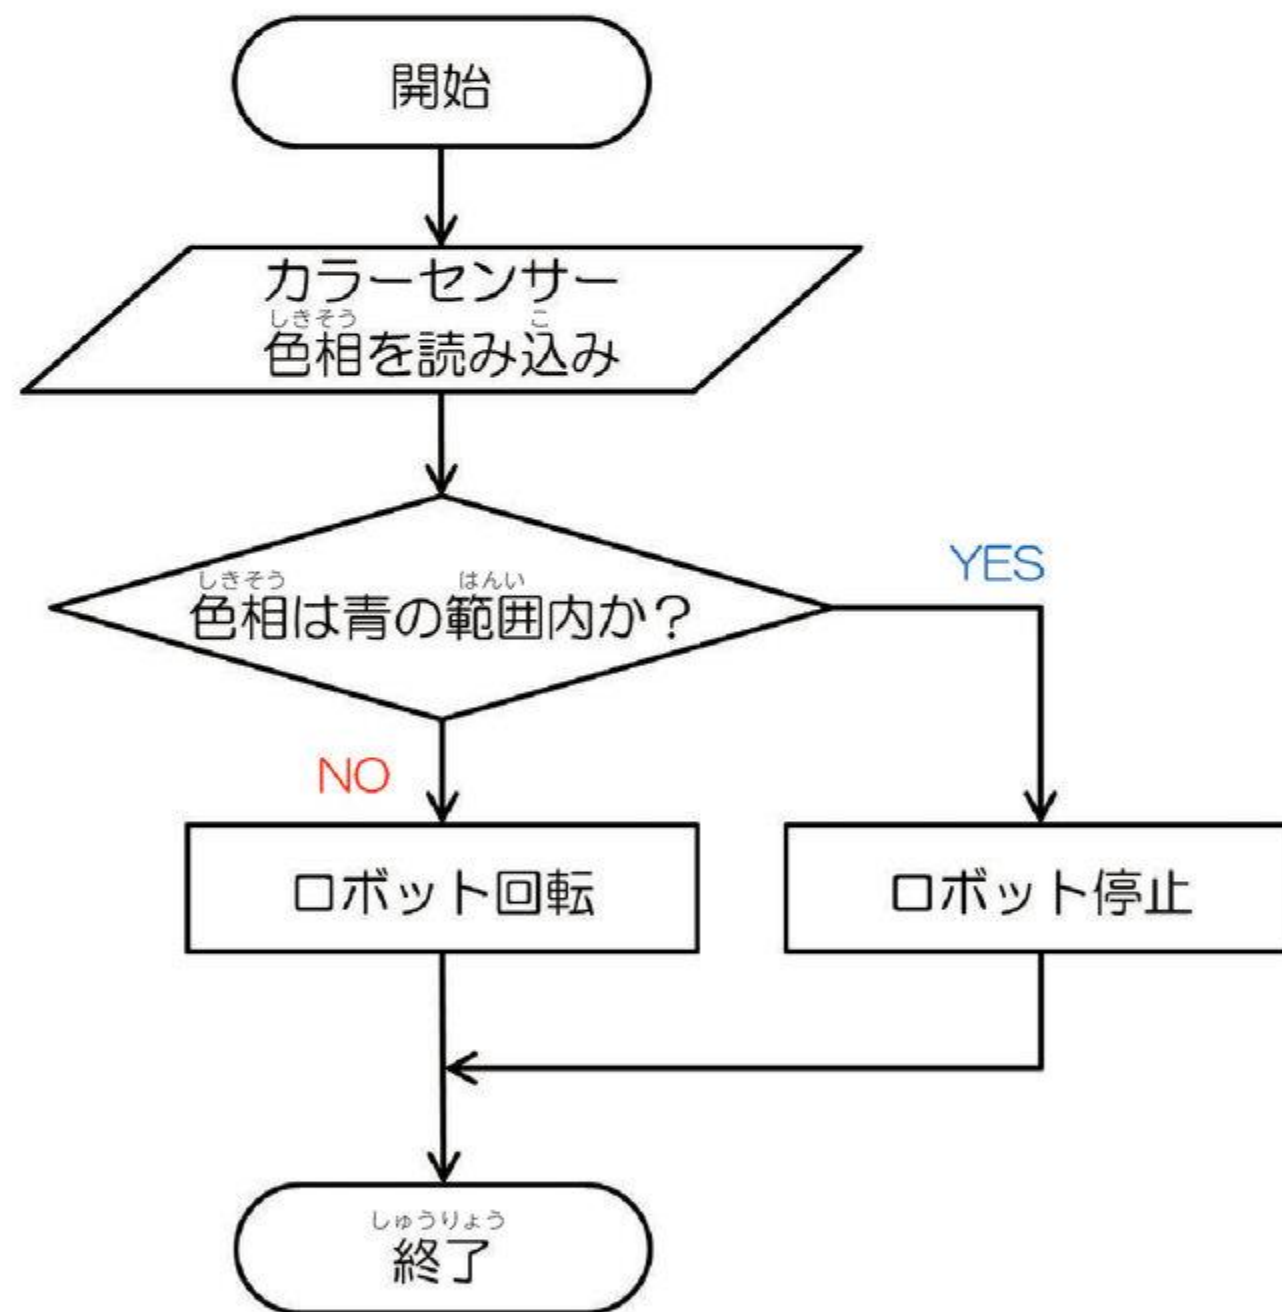 開始
カラーセンサー
しきそう こ
色相を読み込み
YES
しきそう はんい
色相は青の範囲内か？
NO
ロボット回転
ロボット停止
しゅうりょう
終了